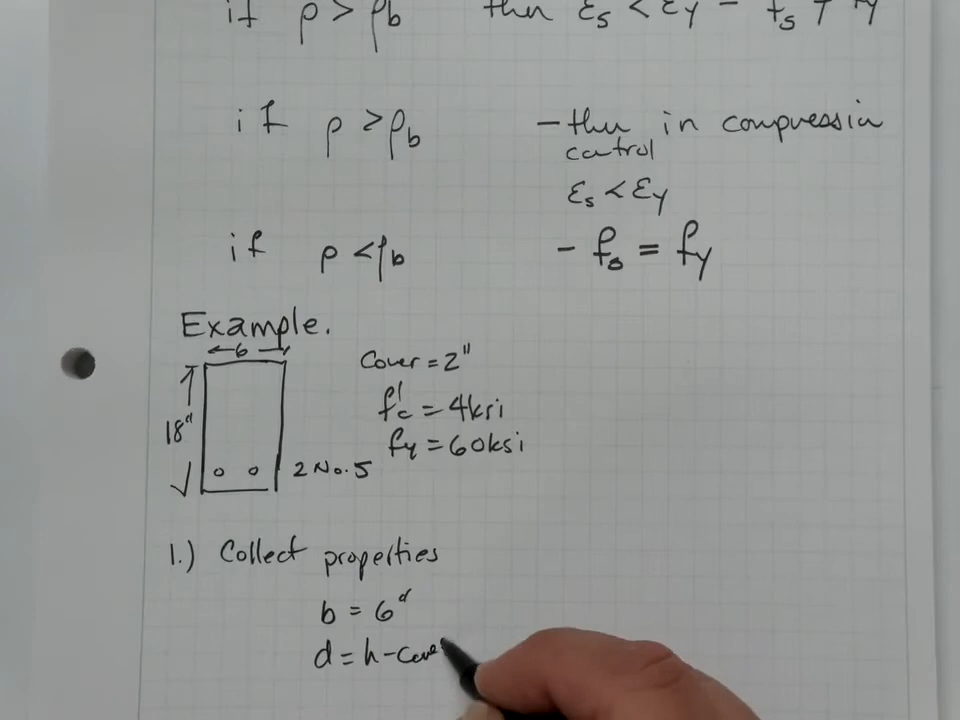 if ρ > ρb then εs < εy - fs ≠ fy
if ρ > ρb - then in compression
control
εs < εy
if ρ < ρb - fs = fy
Example.
6
Cover = 2"
f'c = 4ksi
18"
fy = 60ksi
2 No. 5
1.) Collect properties
b = 6"
d = h - cove